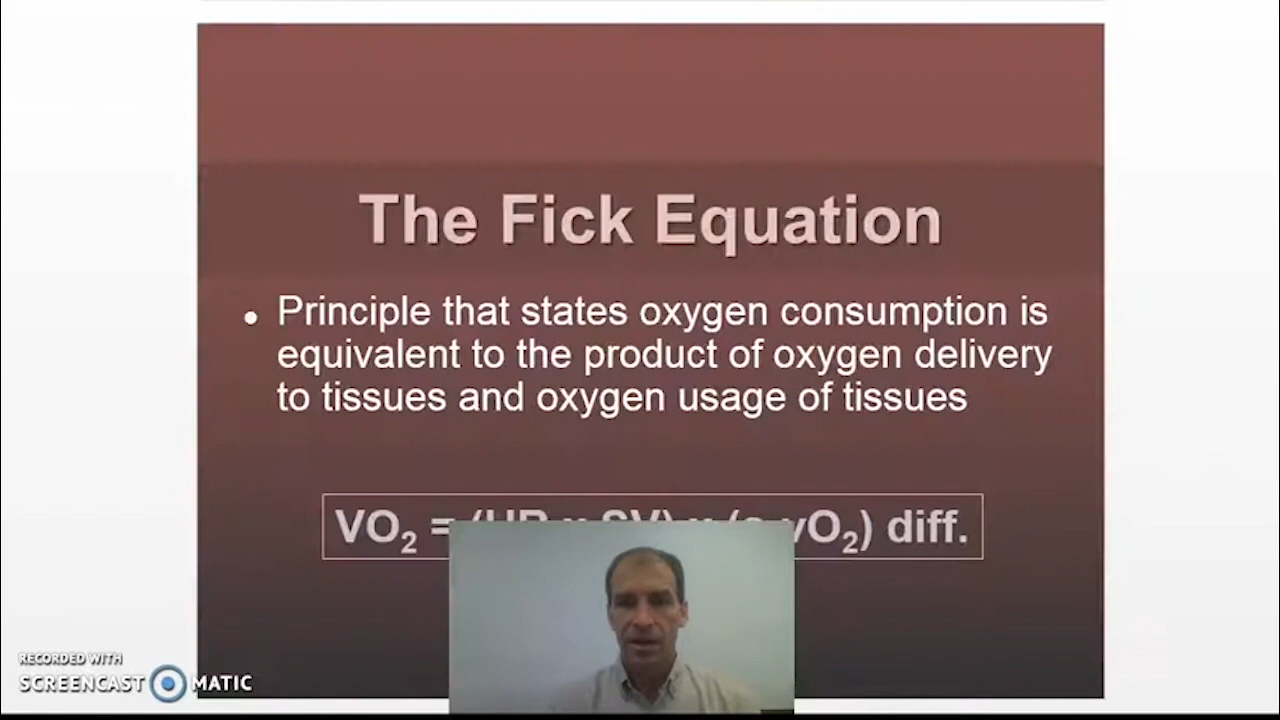 The Fick Equation
• Principle that states oxygen consumption is
equivalent to the product of oxygen delivery
to tissues and oxygen usage of tissues
VO₂ = (HR x SV) x (a-vO₂) diff.
RECORDED WITH
SCREENCAST MATIC